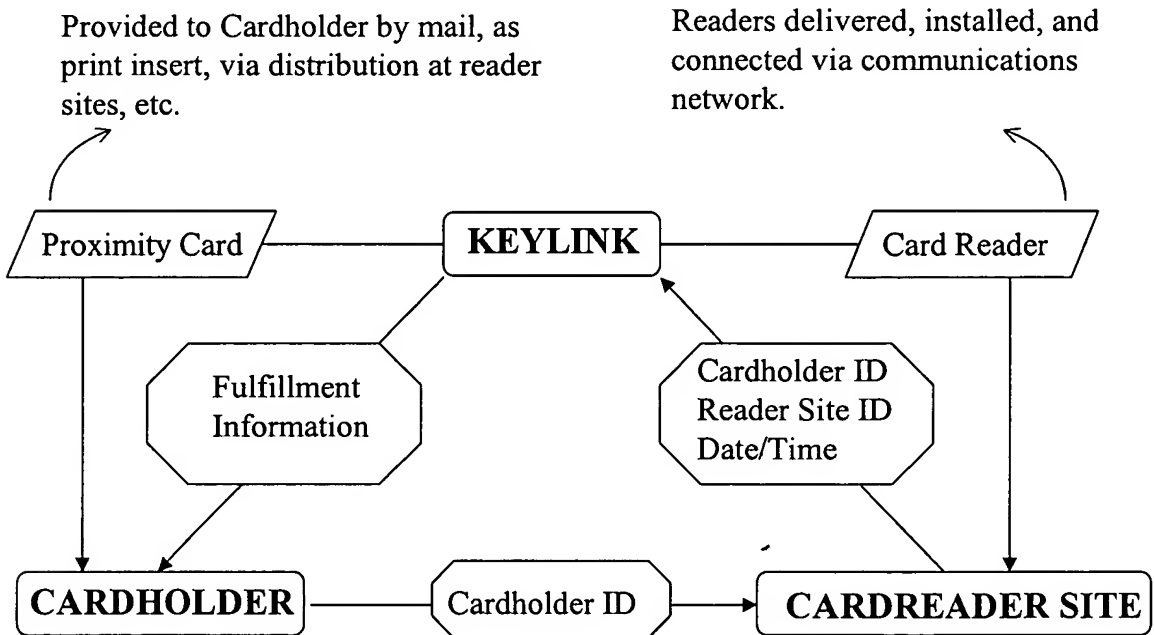 Provided to Cardholder by mail, as
print insert, via distribution at reader
sites, etc.
Readers delivered, installed, and
connected via communications
network.
Proximity Card
KEYLINK
Card Reader
Fulfillment
Information
Cardholder ID
Reader Site ID
Date/Time
CARDHOLDER
Cardholder ID
CARDREADER SITE